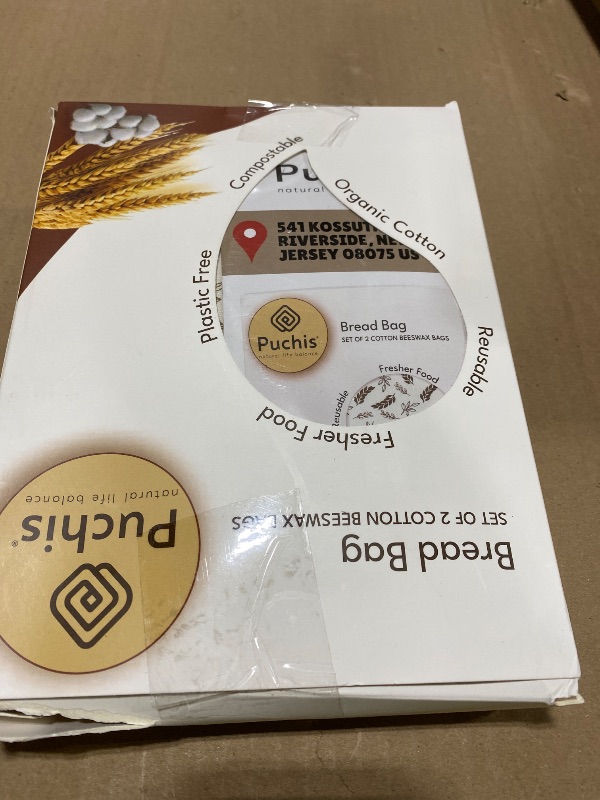 Compostable
Organic Cotton
Plastic Free
Reusable
Fresher Food
natural
541
RIVERSIDE,
JERSEY 08075 US
Puchis®
natural life balance
Bread Bag
SET OF 2 COTTON BEESWAX BAGS
Fresher Food
Puchis®
natural life balance
Bread Bag
SET OF 2 COTTON BEESWAX BAGS